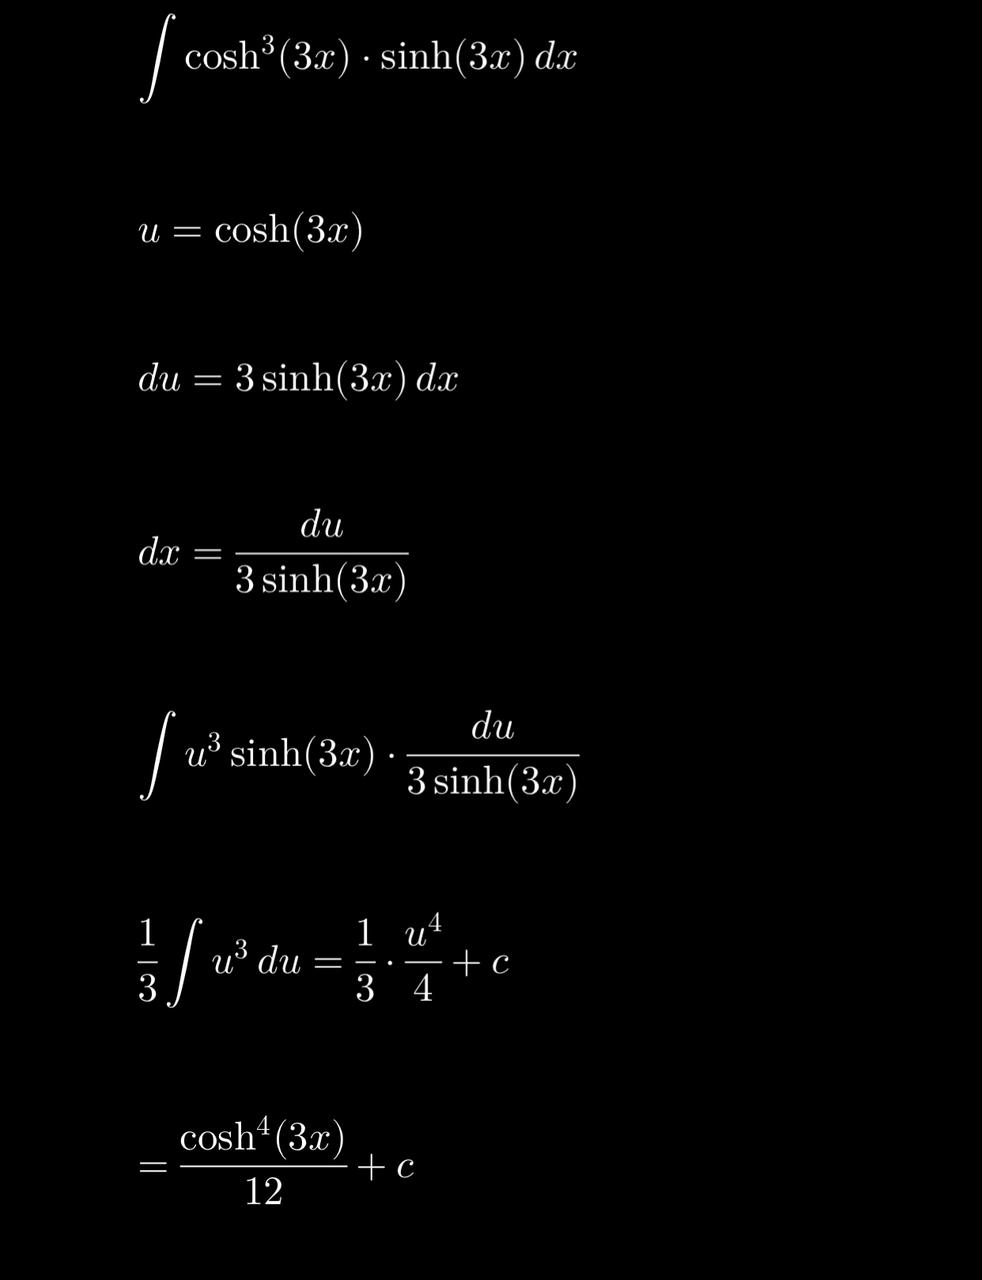 ∫ cosh³(3x) · sinh(3x) dx
u = cosh(3x)
du = 3 sinh(3x) dx
dx = du / (3 sinh(3x))
∫ u³ sinh(3x) · du / (3 sinh(3x))
1/3 ∫ u³ du = 1/3 · u⁴/4 + c
= cosh⁴(3x) / 12 + c